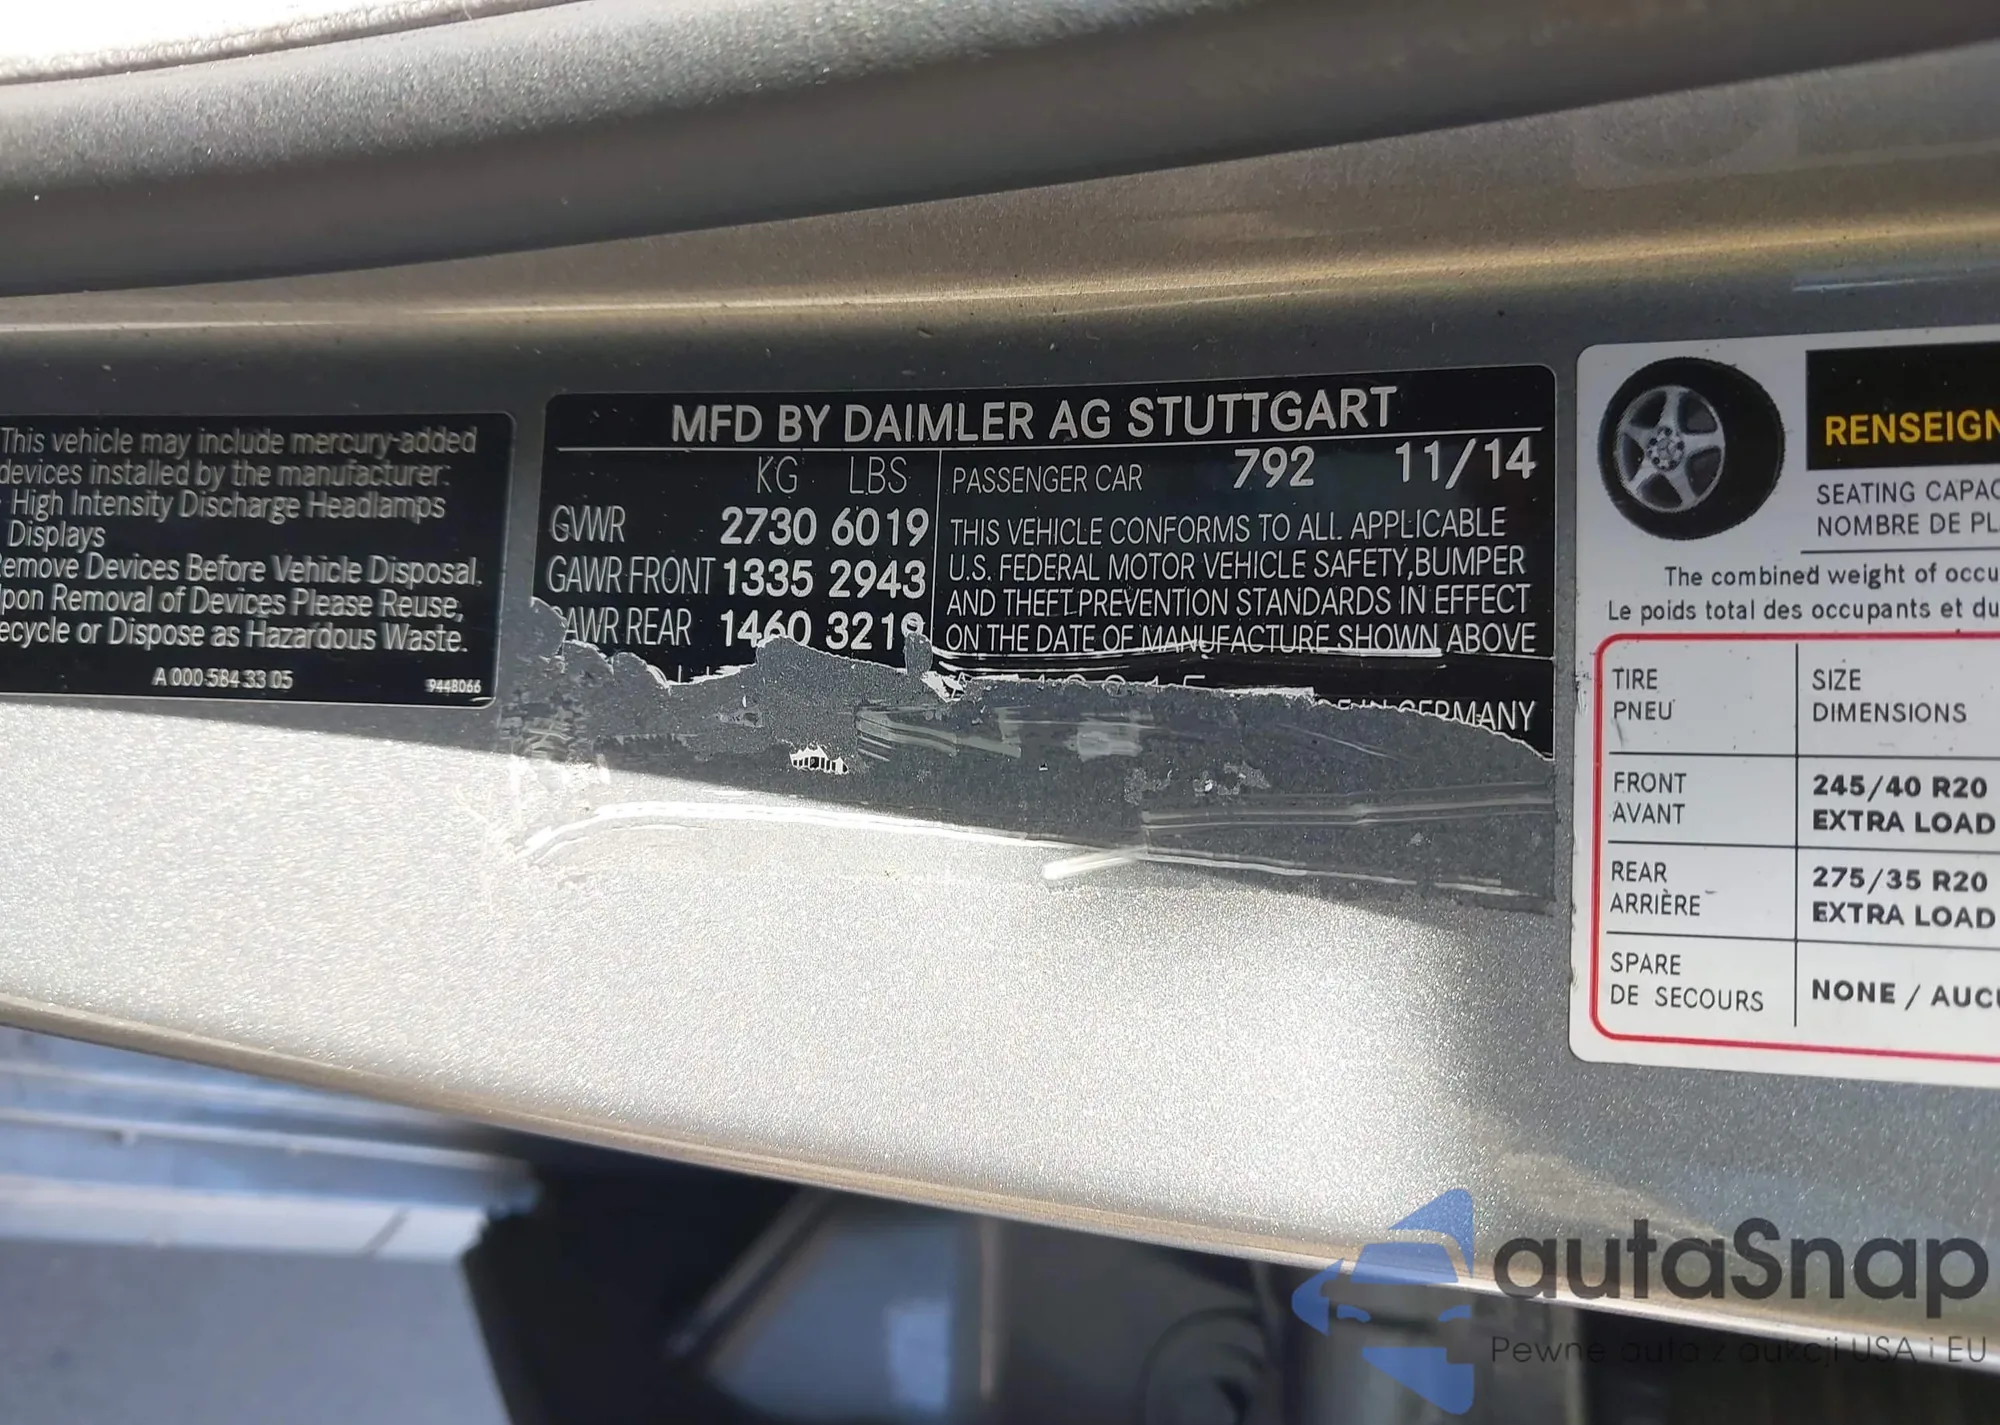 This vehicle may include mercury-added
devices installed by the manufacturer:
High Intensity Discharge Headlamps
Displays
emove Devices Before Vehicle Disposal.
pon Removal of Devices Please Reuse,
ecycle or Dispose as Hazardous Waste.
A 000 584 33 05
9448066
MFD BY DAIMLER AG STUTTGART
KG LBS
GVWR 2730 6019
GAWR FRONT 1335 2943
GAWR REAR 1460 3219
PASSENGER CAR 792 11/14
THIS VEHICLE CONFORMS TO ALL APPLICABLE
U.S. FEDERAL MOTOR VEHICLE SAFETY, BUMPER
AND THEFT PREVENTION STANDARDS IN EFFECT
ON THE DATE OF MANUFACTURE SHOWN ABOVE
IN GERMANY
RENSEIGN
SEATING CAPAC
NOMBRE DE PL
The combined weight of occu
Le poids total des occupants et du
TIRE SIZE
PNEU DIMENSIONS
FRONT 245/40 R20
AVANT EXTRA LOAD
REAR 275/35 R20
ARRIÈRE EXTRA LOAD
SPARE
DE SECOURS NONE / AUCU
autaSnap
Pewne auta z aukcji USA i EU